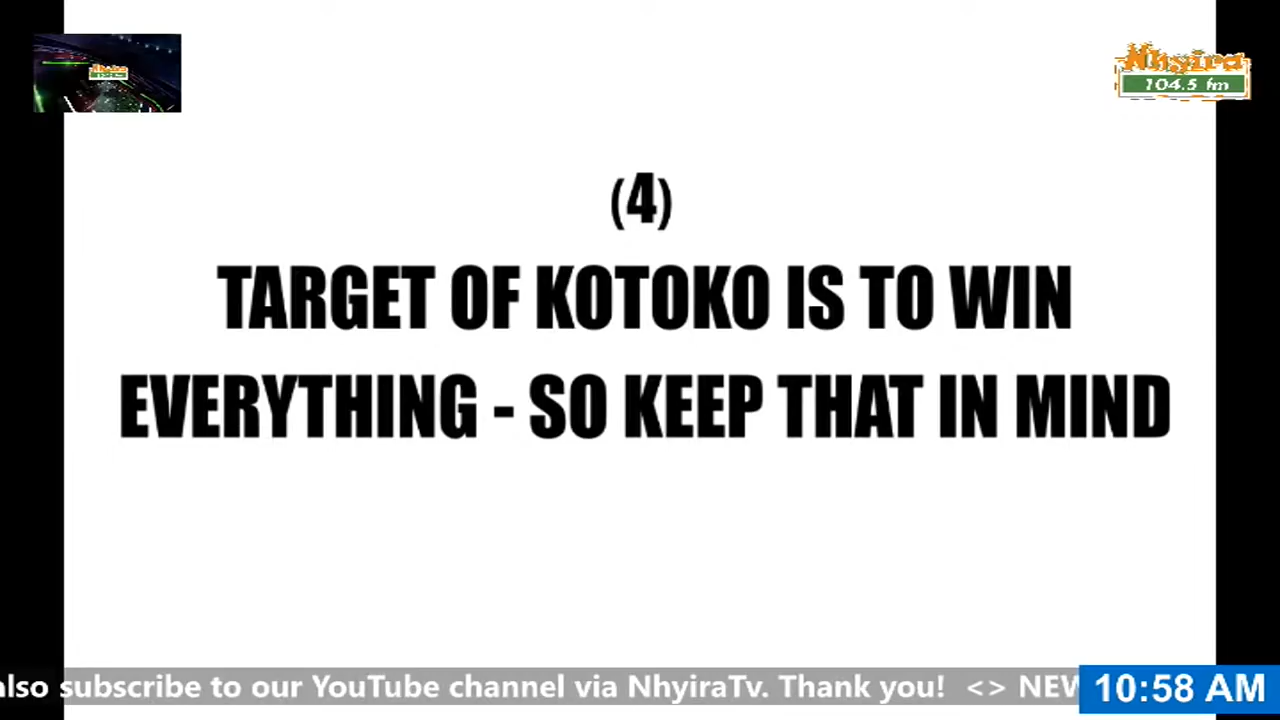 Nhyira
104.5 fm
(4)
TARGET OF KOTOKO IS TO WIN
EVERYTHING - SO KEEP THAT IN MIND
also subscribe to our YouTube channel via NhyiraTv. Thank you! <> NEW
10:58 AM